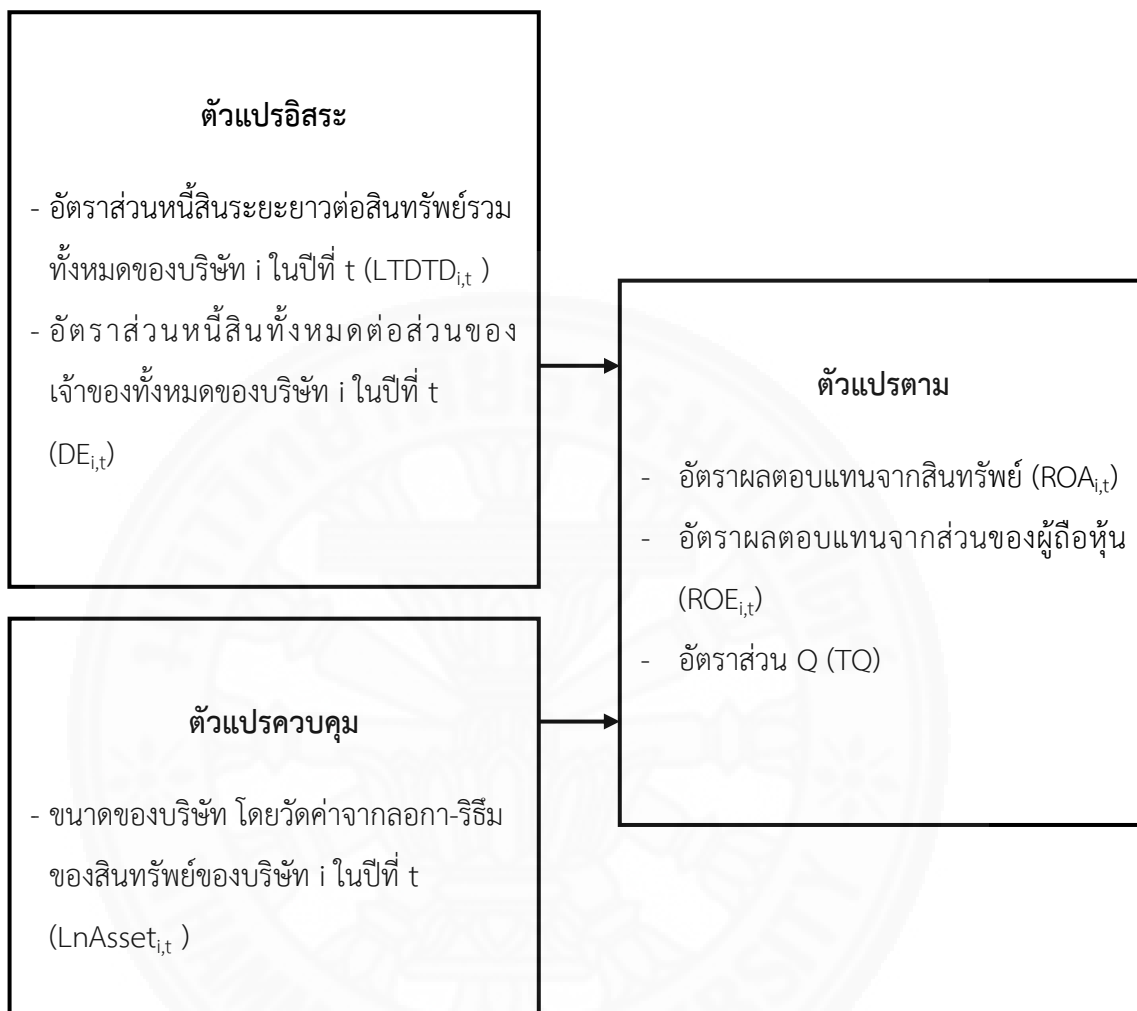 ตัวแปรอิสระ
- อัตราส่วนหนี้สินระยะยาวต่อสินทรัพย์รวม
ทั้งหมดของบริษัท i ในปีที่ t (LTDTDi,t )
- อัตราส่วนหนี้สินทั้งหมดต่อส่วนของ
เจ้าของทั้งหมดของบริษัท i ในปีที่ t
(DEi,t)
ตัวแปรตาม
- อัตราผลตอบแทนจากสินทรัพย์ (ROAi,t)
- อัตราผลตอบแทนจากส่วนของผู้ถือหุ้น
(ROEi,t)
- อัตราส่วน Q (TQ)
ตัวแปรควบคุม
- ขนาดของบริษัท โดยวัดค่าจากลอกา-ริธึม
ของสินทรัพย์ของบริษัท i ในปีที่ t
(LnAsseti,t )